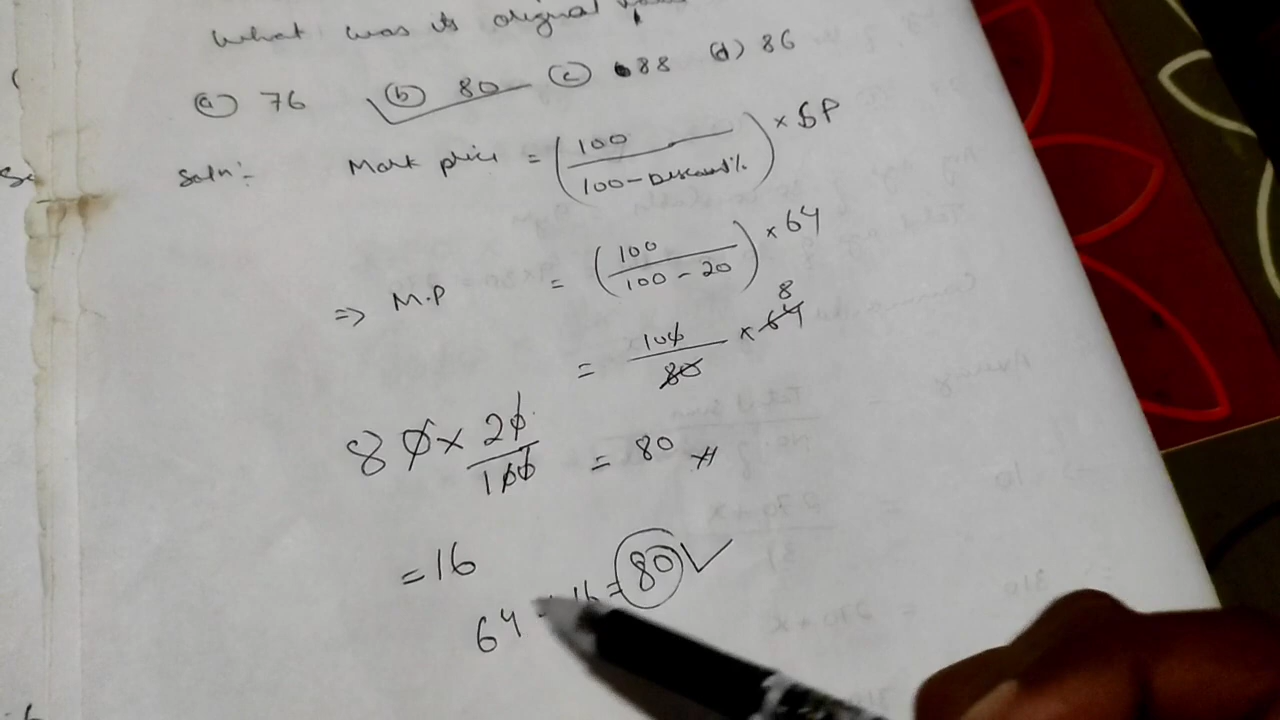 What was its original
(a) 76 (b) 80 (c) 88 (d) 86
Soln:- Mark price = (100 / 100 - Discount%) × SP
=> M.P = (100 / 100 - 20) × 64
= 100 / 80 × 64 8
80 × 20 / 100 = 80
= 16
64 + 16 = 80